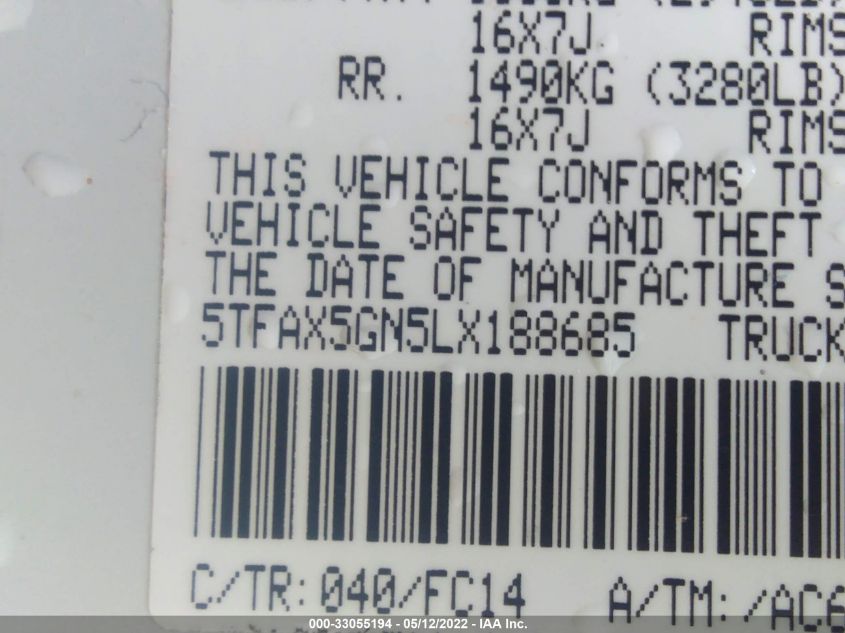 16X7J RIMS
RR. 1490KG (3280LB)
16X7J RIMS
THIS VEHICLE CONFORMS TO
VEHICLE SAFETY AND THEFT
THE DATE OF MANUFACTURE S
5TFAX5GN5LX188685 TRUCK
C/TR: 040/FC14 A/TM: /AC6
000-33055194 - 05/12/2022 - IAA Inc.